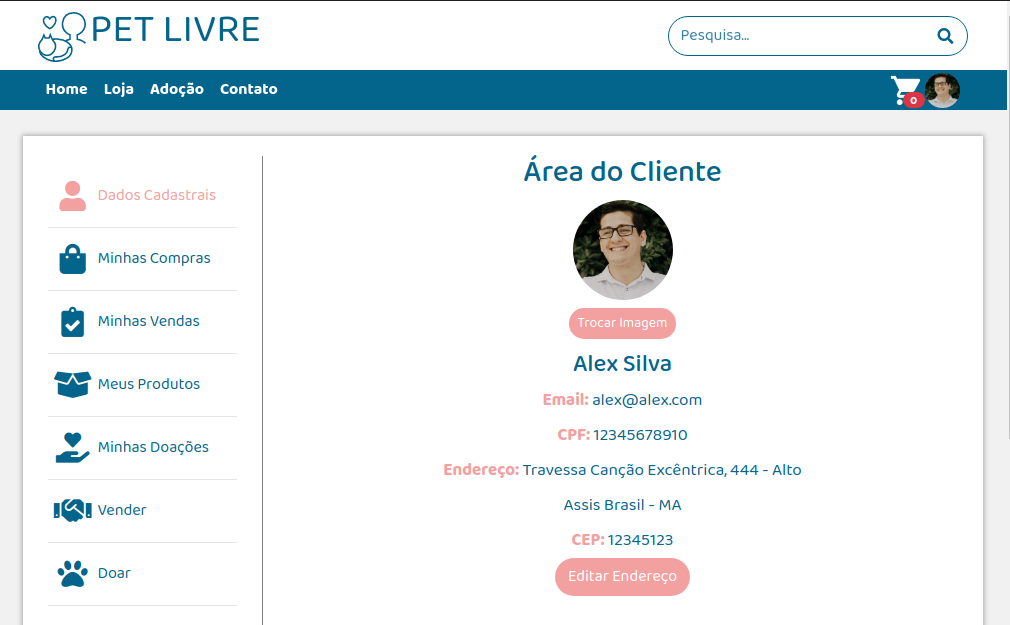 PET LIVRE
Pesquisa...
Home Loja Adoção Contato
0
Dados Cadastrais
Minhas Compras
Minhas Vendas
Meus Produtos
Minhas Doações
Vender
Doar
Área do Cliente
Trocar Imagem
Alex Silva
Email: alex@alex.com
CPF: 12345678910
Endereço: Travessa Canção Excêntrica, 444 - Alto
Assis Brasil - MA
CEP: 12345123
Editar Endereço